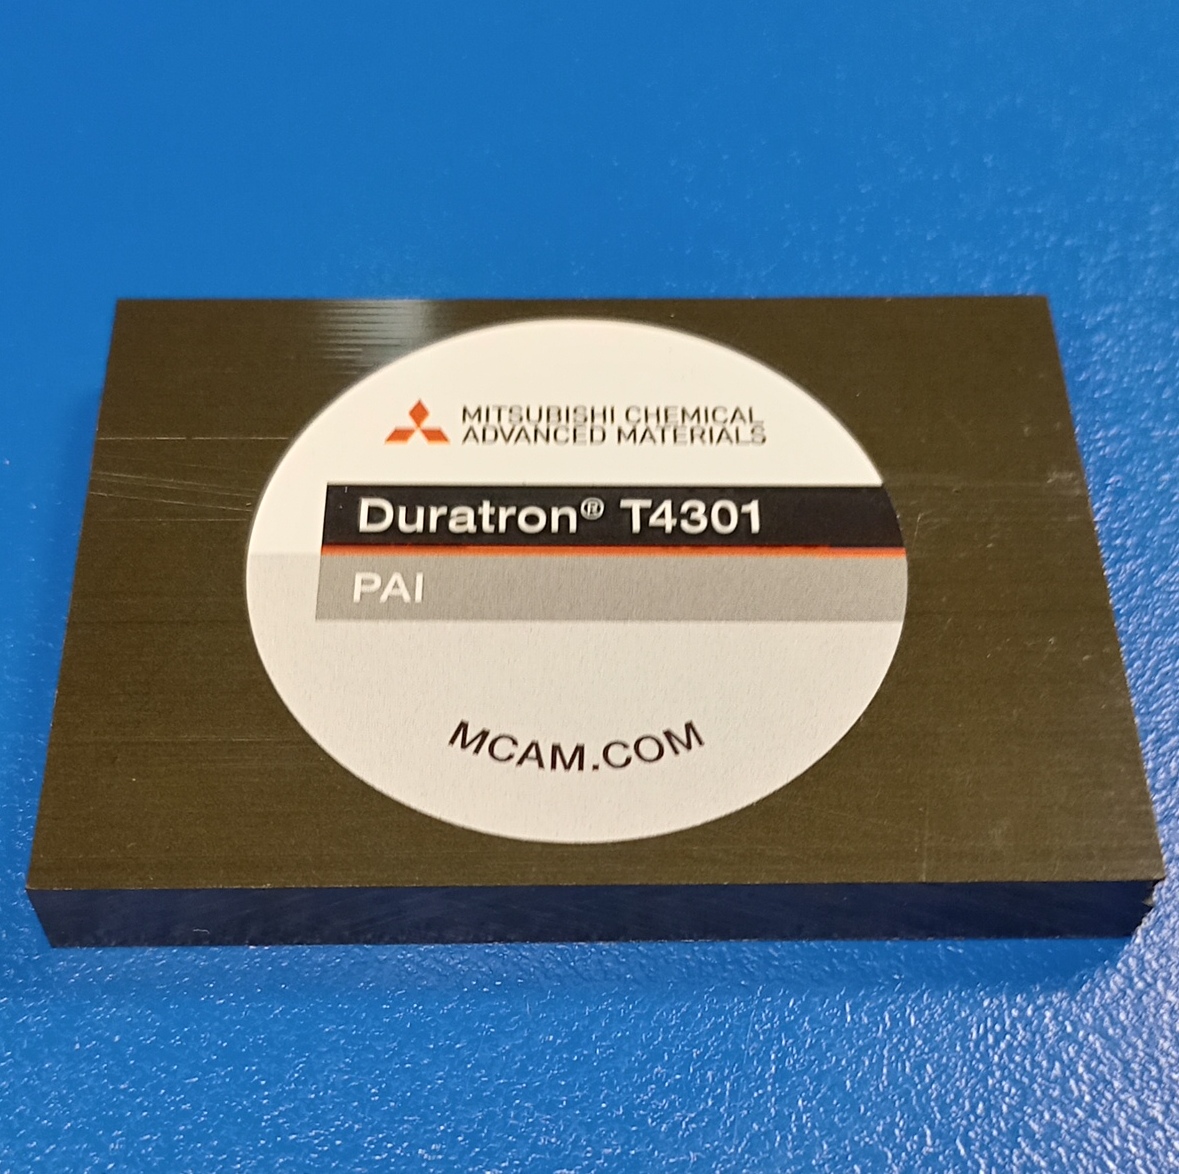 MITSUBISHI CHEMICAL
ADVANCED MATERIALS
Duratron® T4301
PAI
MCAM.COM